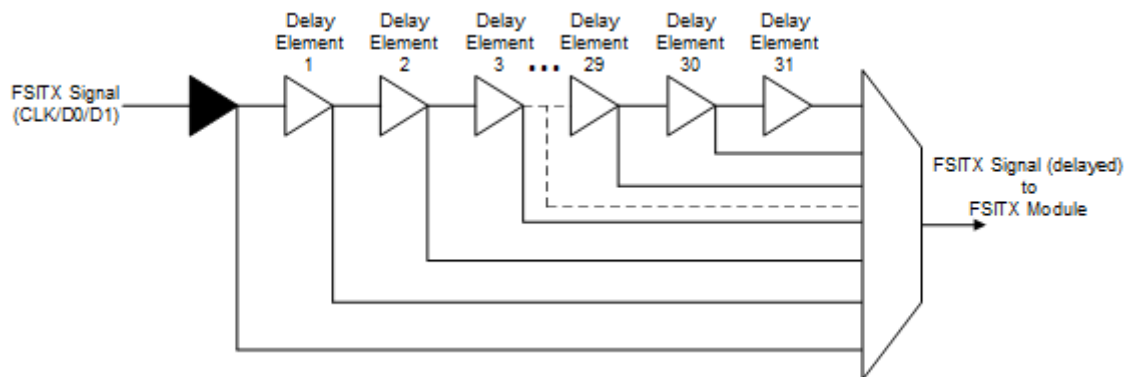 Delay
Element
1
Delay
Element
2
Delay
Element
3
...
Delay
Element
29
Delay
Element
30
Delay
Element
31
FSITX Signal
(CLK/D0/D1)
FSITX Signal (delayed)
to
FSITX Module